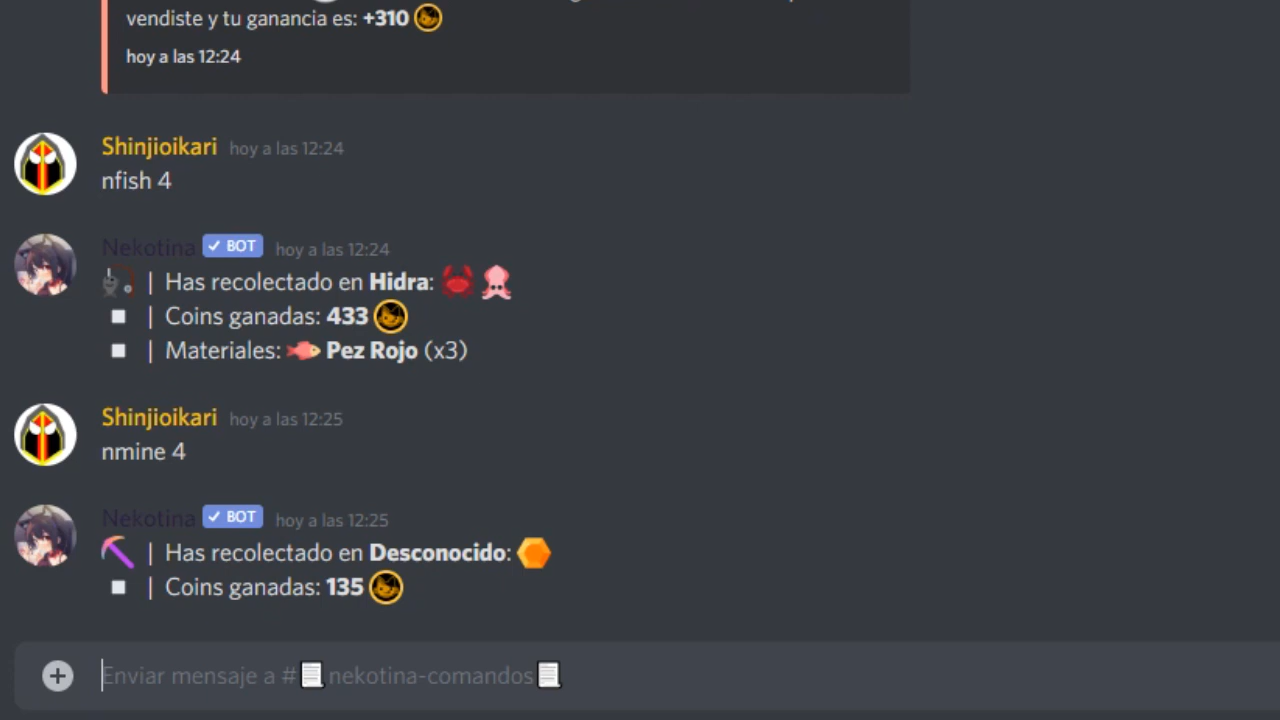 vendiste y tu ganancia es: +310
hoy a las 12:24
Shinjioikari hoy a las 12:24
nfish 4
Nekotina ✓ BOT hoy a las 12:24
| Has recolectado en Hidra:
| Coins ganadas: 433
| Materiales: Pez Rojo (x3)
Shinjioikari hoy a las 12:25
nmine 4
Nekotina ✓ BOT hoy a las 12:25
| Has recolectado en Desconocido:
| Coins ganadas: 135
Enviar mensaje a # nekotina-comandos